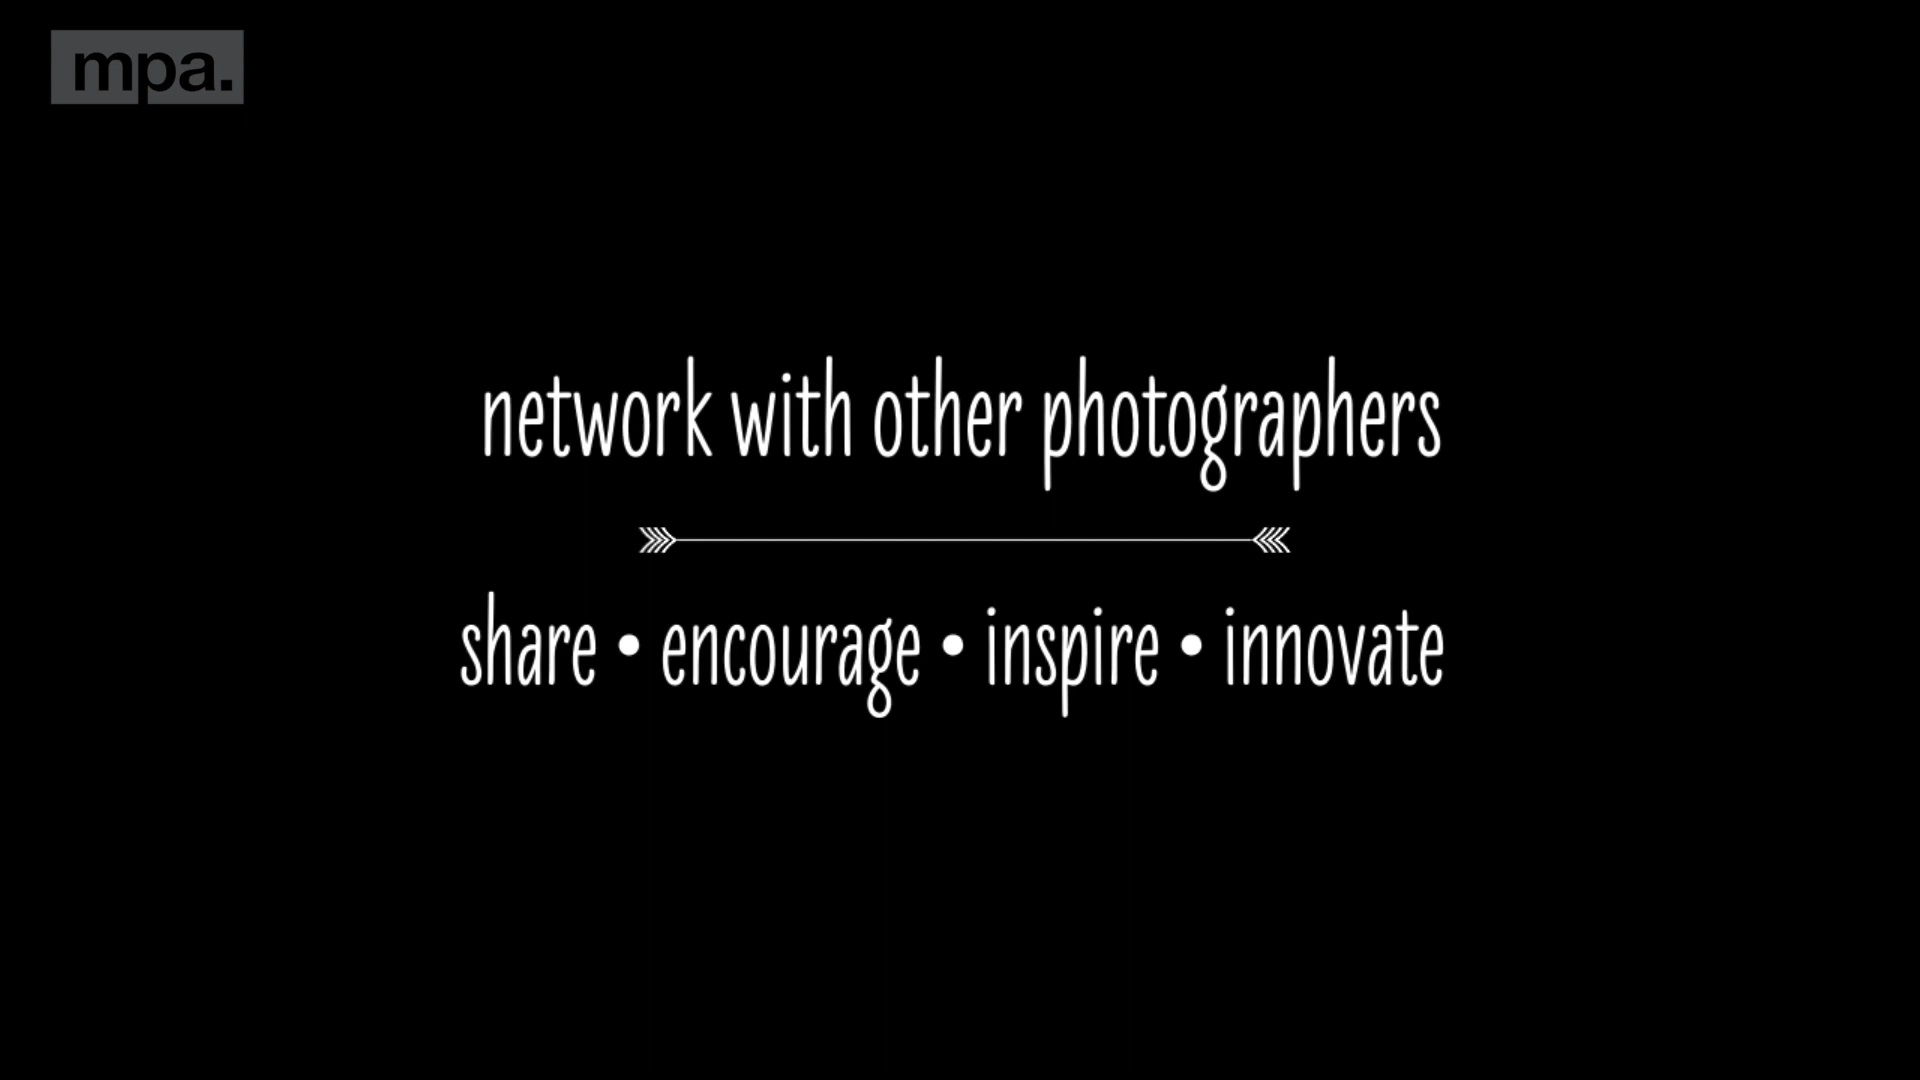 mpa.
network with other photographers
share • encourage • inspire • innovate